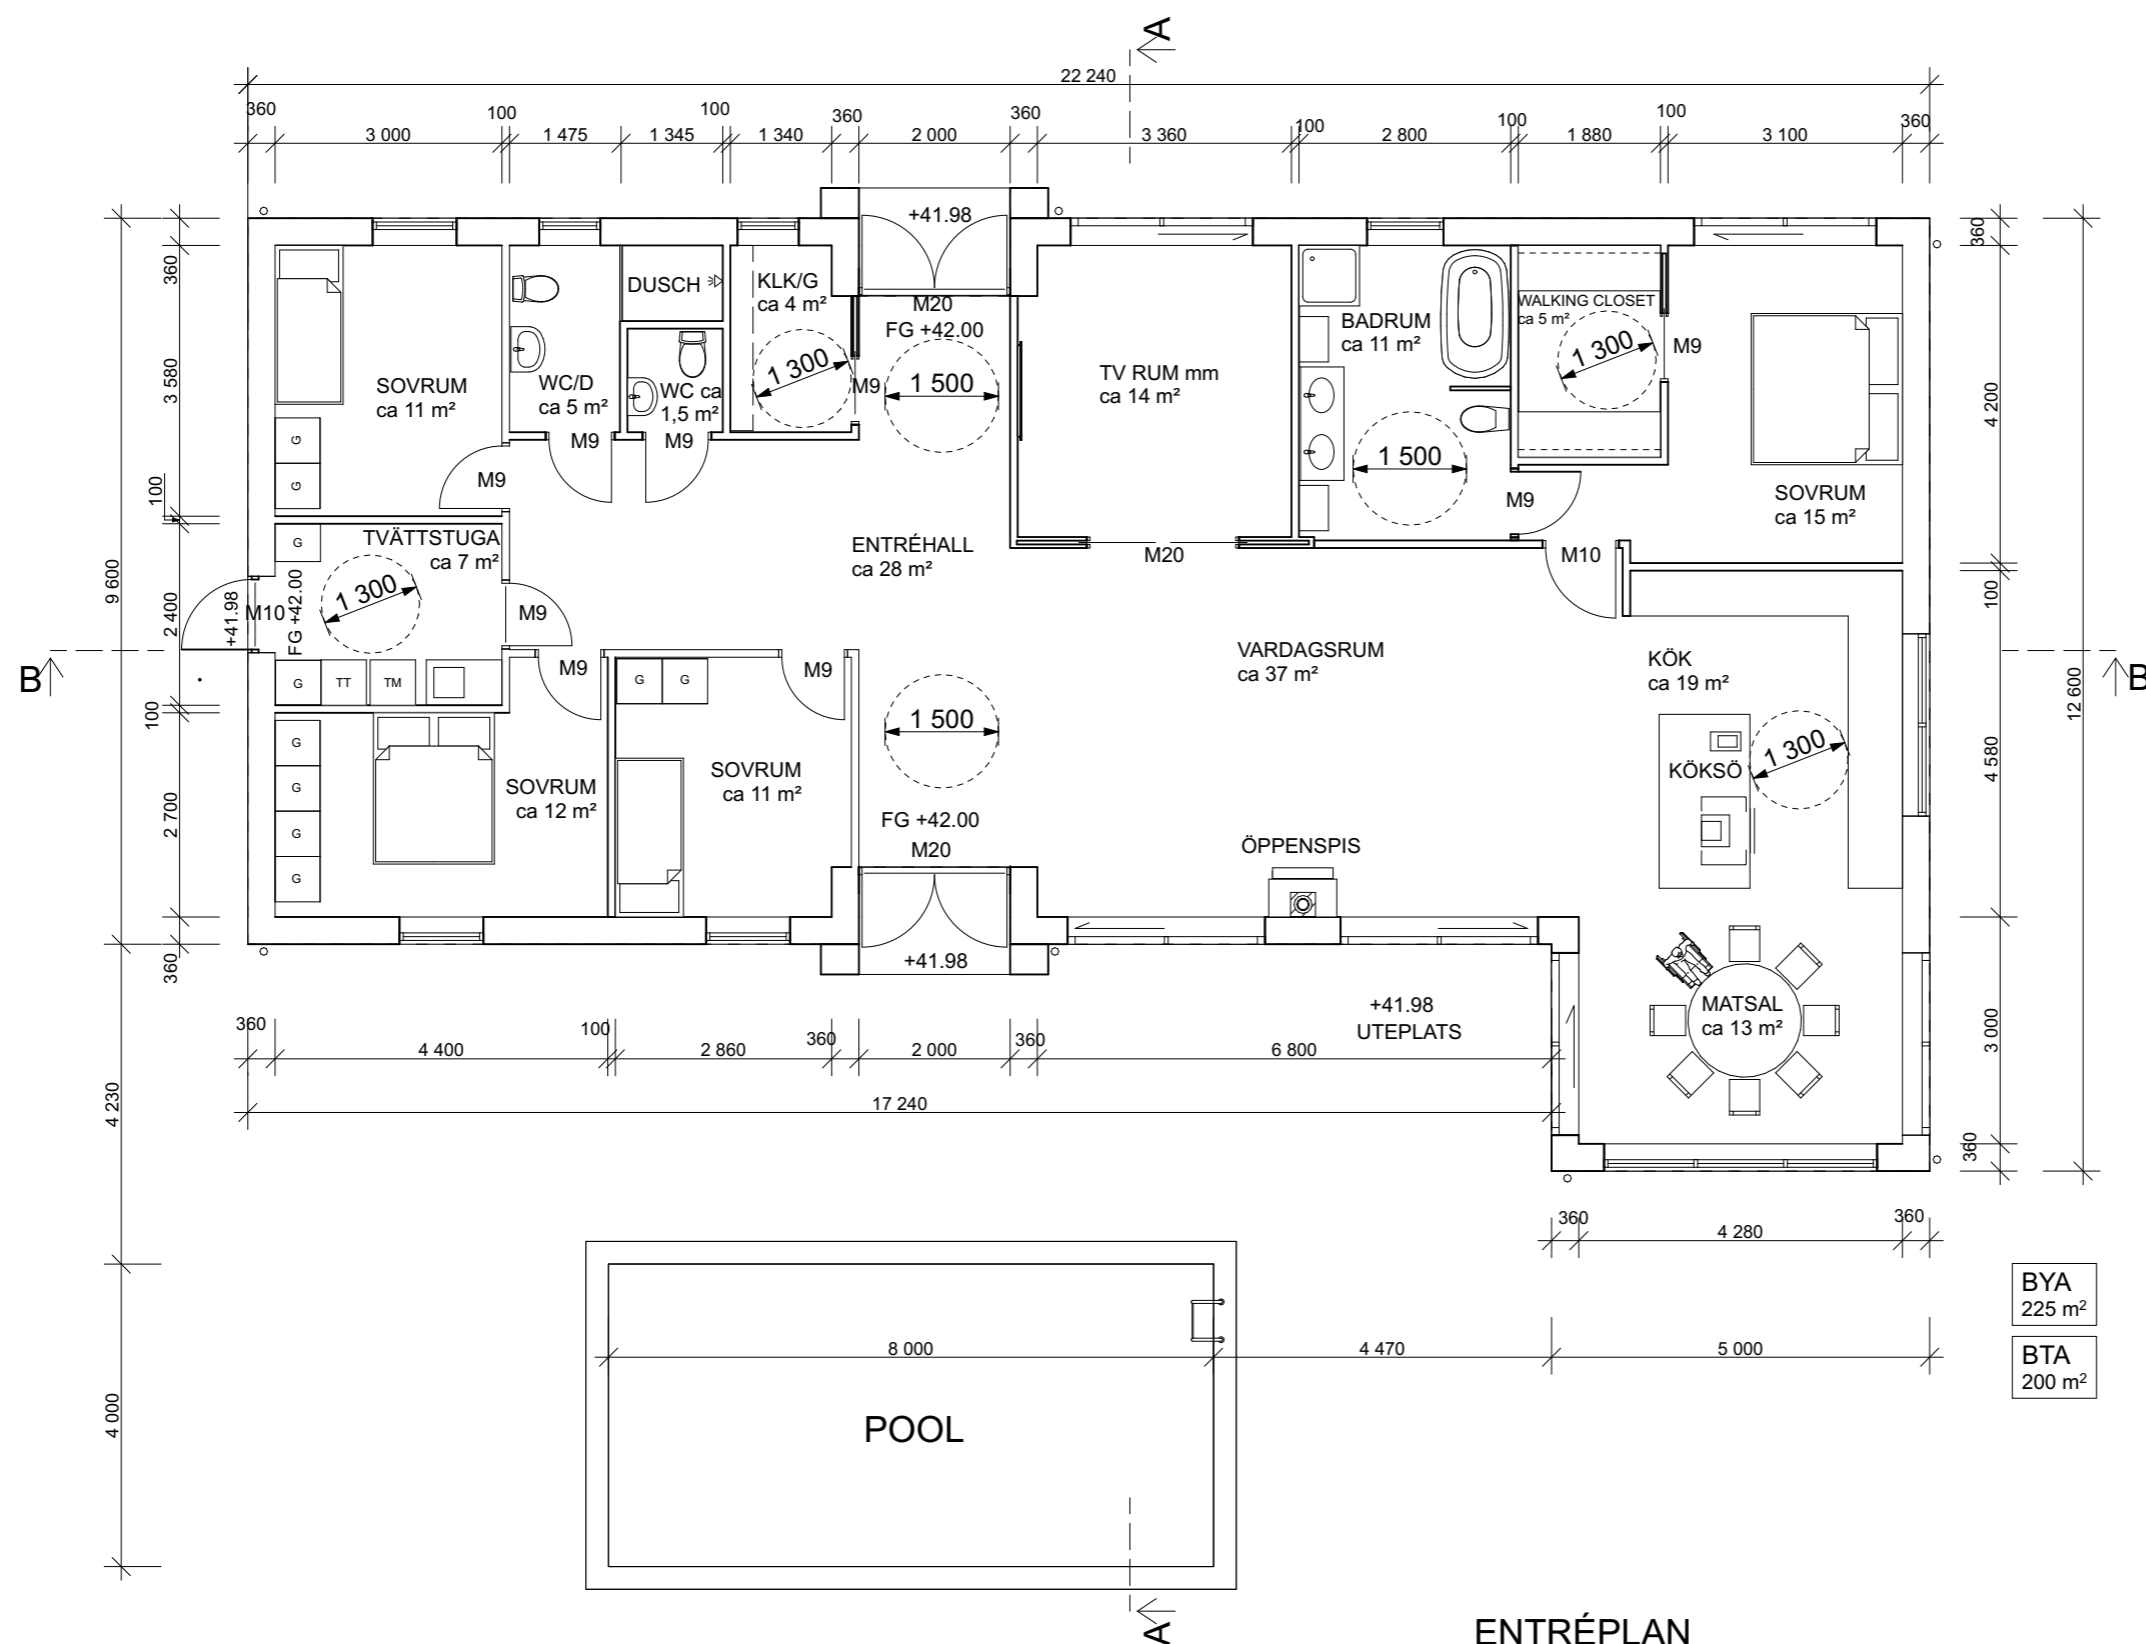 A
22 240
360
3 000
100
1 475
1 345
100
1 340
360
2 000
360
3 360
100
2 800
100
1 880
100
3 100
360
+41.98
M20
FG +42.00
1 500
DUSCH
KLK/G
ca 4 m²
1 300
M9
SOVRUM
ca 11 m²
G
G
M9
WC/D
ca 5 m²
M9
WC ca
1,5 m²
M9
TV RUM mm
ca 14 m²
M20
BADRUM
ca 11 m²
1 500
M9
WALKING CLOSET
ca 5 m²
1 300
M9
SOVRUM
ca 15 m²
M10
360
3 580
100
2 400
100
2 700
360
9 600
4 230
4 000
360
4 200
100
4 580
3 000
360
12 600
G
TVÄTTSTUGA
ca 7 m²
1 300
FG +42.00
M10
+41.98
M9
G
TT
TM
ENTRÉHALL
ca 28 m²
B
B
M9
G
G
M9
VARDAGSRUM
ca 37 m²
KÖK
ca 19 m²
KÖKSÖ
1 300
G
G
G
G
SOVRUM
ca 12 m²
SOVRUM
ca 11 m²
1 500
FG +42.00
M20
+41.98
ÖPPENSPIS
+41.98
UTEPLATS
MATSAL
ca 13 m²
360
4 400
100
2 860
360
2 000
360
6 800
17 240
360
4 280
360
8 000
4 470
5 000
POOL
BYA
225 m²
BTA
200 m²
A
ENTRÉPLAN